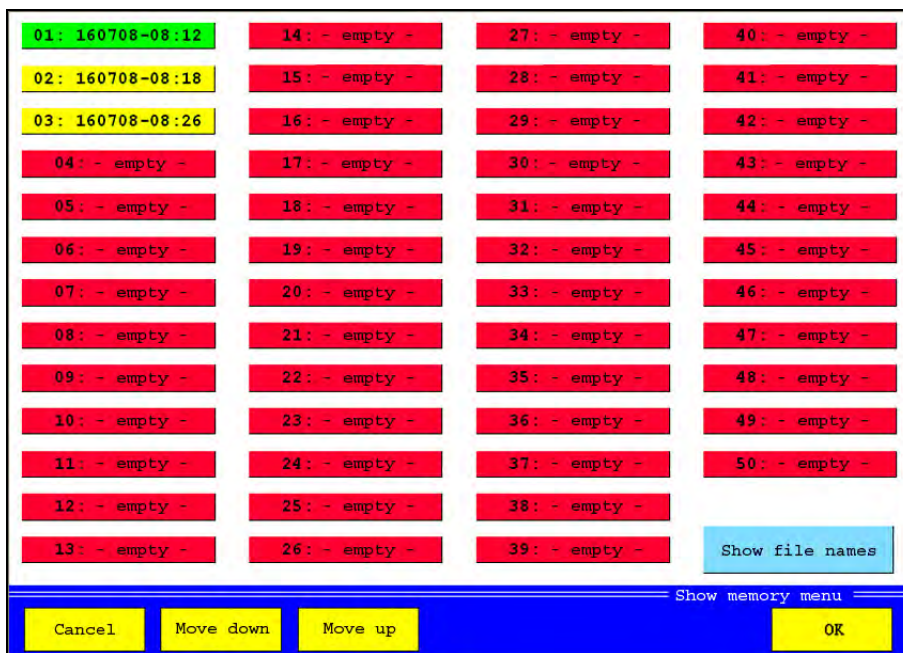 01: 160708-08:12 14: - empty - 27: - empty - 40: - empty -
02: 160708-08:18 15: - empty - 28: - empty - 41: - empty -
03: 160708-08:26 16: - empty - 29: - empty - 42: - empty -
04: - empty - 17: - empty - 30: - empty - 43: - empty -
05: - empty - 18: - empty - 31: - empty - 44: - empty -
06: - empty - 19: - empty - 32: - empty - 45: - empty -
07: - empty - 20: - empty - 33: - empty - 46: - empty -
08: - empty - 21: - empty - 34: - empty - 47: - empty -
09: - empty - 22: - empty - 35: - empty - 48: - empty -
10: - empty - 23: - empty - 36: - empty - 49: - empty -
11: - empty - 24: - empty - 37: - empty - 50: - empty -
12: - empty - 25: - empty - 38: - empty -
13: - empty - 26: - empty - 39: - empty - Show file names
Show memory menu
Cancel Move down Move up OK